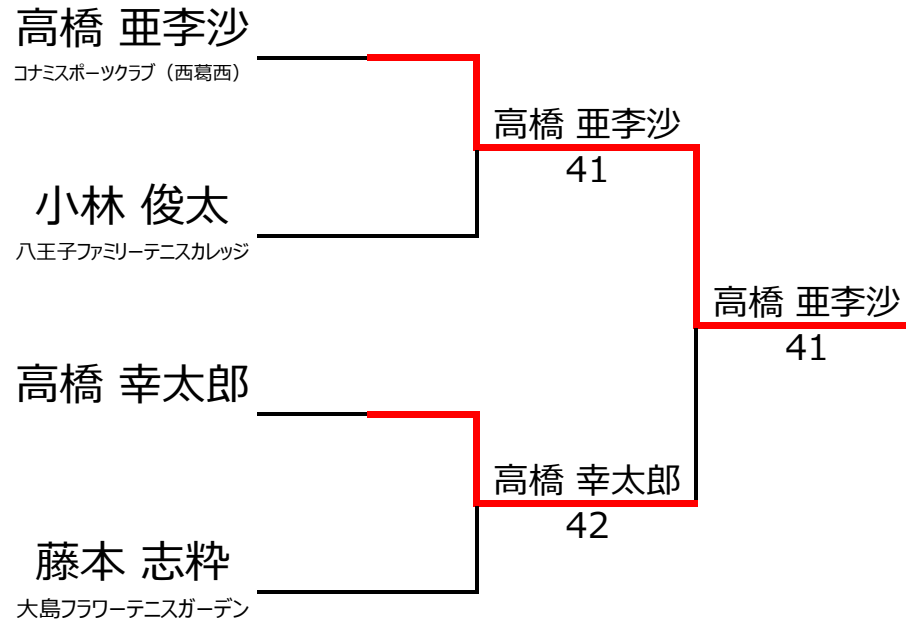 高橋 亜李沙
コナミスポーツクラブ（西葛西）
高橋 亜李沙
41
小林 俊太
八王子ファミリーテニスカレッジ
高橋 亜李沙
41
高橋 幸太郎
高橋 幸太郎
42
藤本 志粋
大島フラワーテニスガーデン